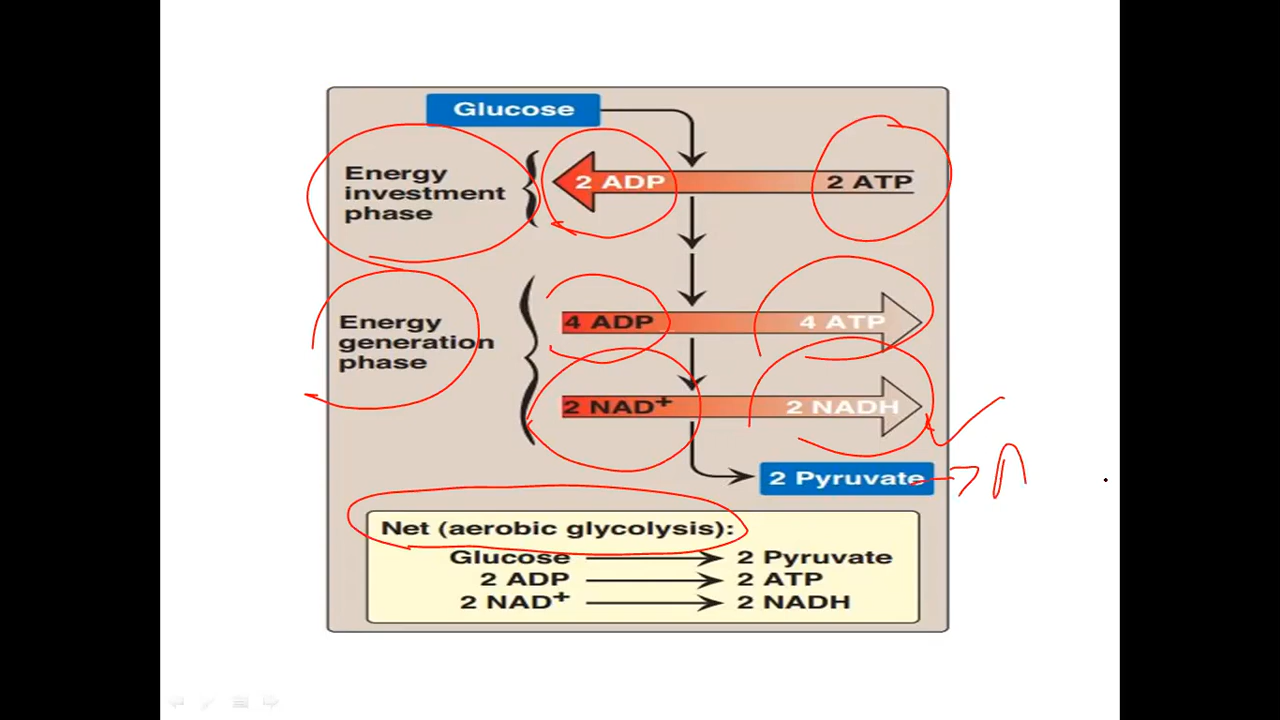 Glucose
Energy
investment
phase
2 ADP 2 ATP
Energy
generation
phase
4 ADP 4 ATP
2 NAD+ 2 NADH
2 Pyruvate
Net (aerobic glycolysis):
Glucose 2 Pyruvate
2 ADP 2 ATP
2 NAD+ 2 NADH